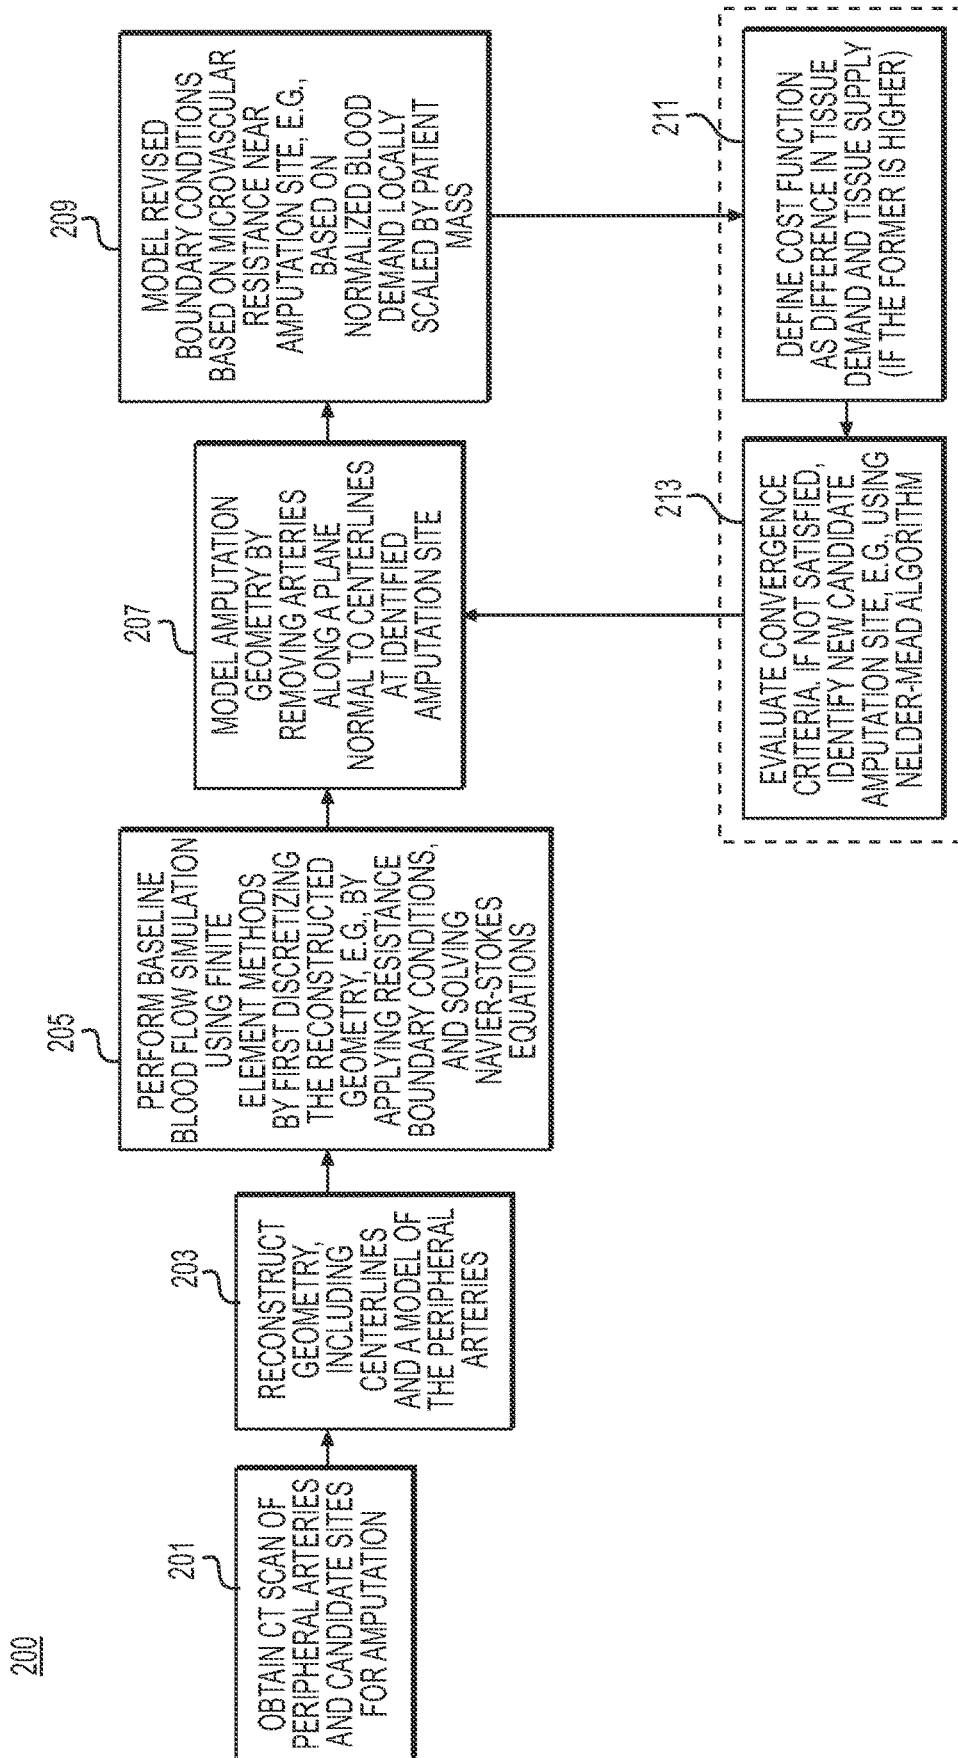 200
201
OBTAIN CT SCAN OF
PERIPHERAL ARTERIES
AND CANDIDATE SITES
FOR AMPUTATION
203
RECONSTRUCT
GEOMETRY,
INCLUDING
CENTERLINES
AND A MODEL OF
THE PERIPHERAL
ARTERIES
205
PERFORM BASELINE
BLOOD FLOW SIMULATION
USING FINITE
ELEMENT METHODS
BY FIRST DISCRETIZING
THE RECONSTRUCTED
GEOMETRY, E.G., BY
APPLYING RESISTANCE
BOUNDARY CONDITIONS,
AND SOLVING
NAVIER-STOKES
EQUATIONS
207
MODEL AMPUTATION
GEOMETRY BY
REMOVING ARTERIES
ALONG A PLANE
NORMAL TO CENTERLINES
AT IDENTIFIED
AMPUTATION SITE
209
MODEL REVISED
BOUNDARY CONDITIONS
BASED ON MICROVASCULAR
RESISTANCE NEAR
AMPUTATION SITE, E.G.,
BASED ON
NORMALIZED BLOOD
DEMAND LOCALLY
SCALED BY PATIENT
MASS
211
DEFINE COST FUNCTION
AS DIFFERENCE IN TISSUE
DEMAND AND TISSUE SUPPLY
(IF THE FORMER IS HIGHER)
213
EVALUATE CONVERGENCE
CRITERIA. IF NOT SATISFIED,
IDENTIFY NEW CANDIDATE
AMPUTATION SITE, E.G., USING
NELDER-MEAD ALGORITHM